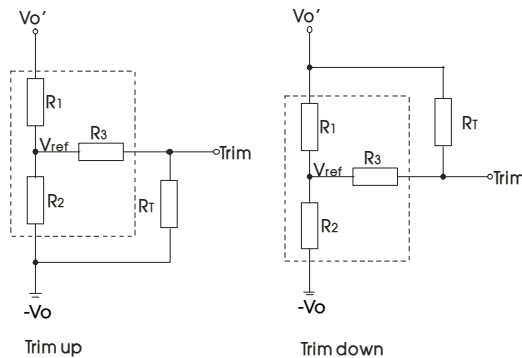 Vo'
R1
Vref
R3
Trim
R2
RT
-Vo
Trim up
Vo'
R1
RT
Vref
R3
Trim
R2
-Vo
Trim down